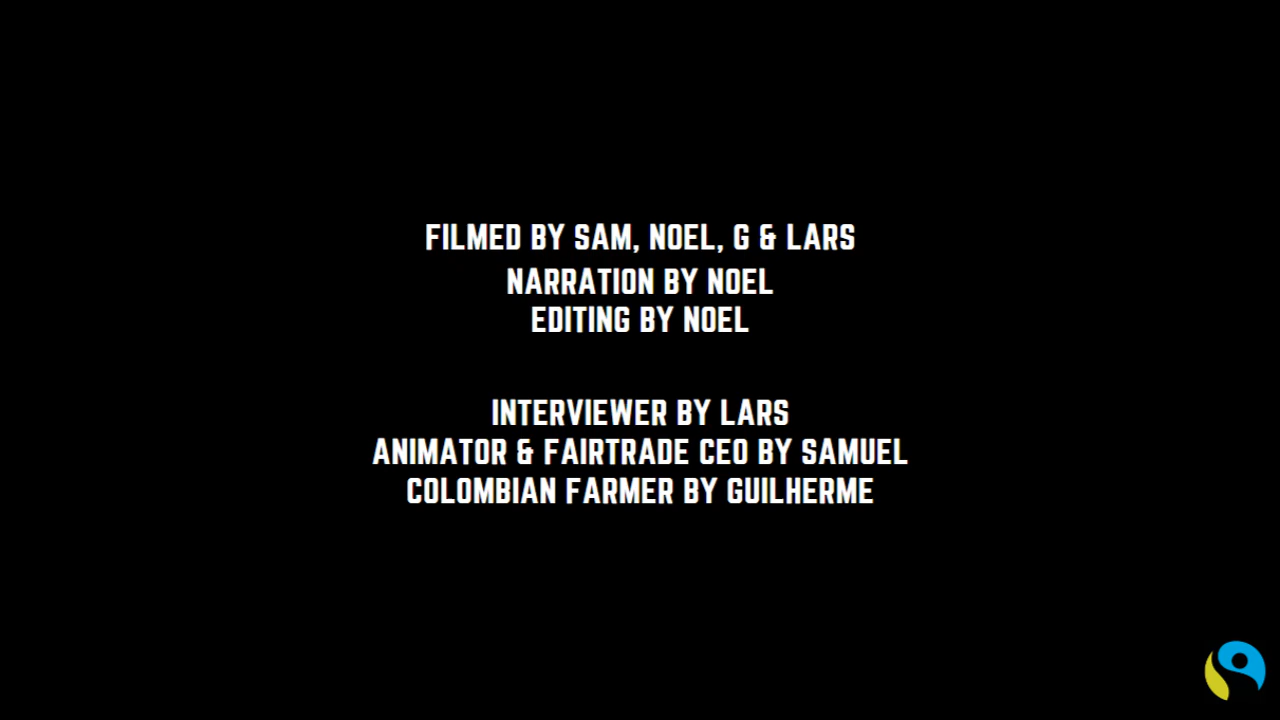 FILMED BY SAM, NOEL, G & LARS
NARRATION BY NOEL
EDITING BY NOEL
INTERVIEWER BY LARS
ANIMATOR & FAIRTRADE CEO BY SAMUEL
COLOMBIAN FARMER BY GUILHERME